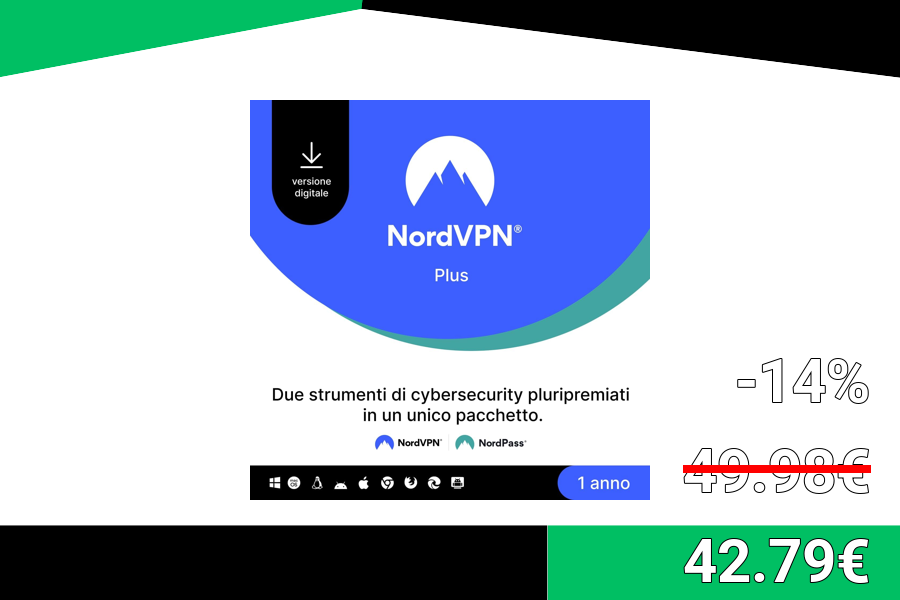 versione
digitale
NordVPN®
Plus
Due strumenti di cybersecurity pluripremiati
in un unico pacchetto.
NordVPN® NordPass®
1 anno
-14%
49.98€
42.79€